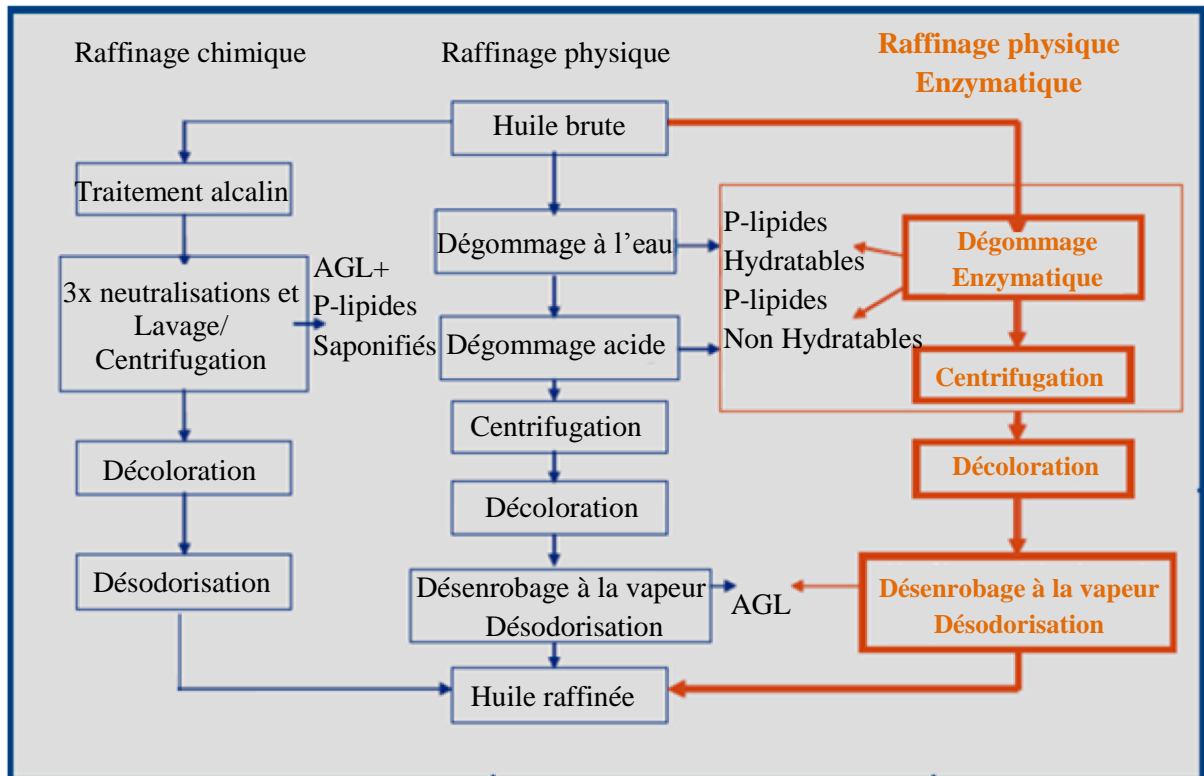 Raffinage chimique
Raffinage physique
Raffinage physique
Enzymatique
Huile brute
Traitement alcalin
3x neutralisations et
Lavage/
Centrifugation
AGL+
P-lipides
Saponifiés
Décoloration
Désodorisation
Dégommage à l’eau
Dégommage acide
Centrifugation
Décoloration
Désenrobage à la vapeur
Désodorisation
Huile raffinée
P-lipides
Hydratables
P-lipides
Non Hydratables
AGL
Dégommage
Enzymatique
Centrifugation
Décoloration
Désenrobage à la vapeur
Désodorisation